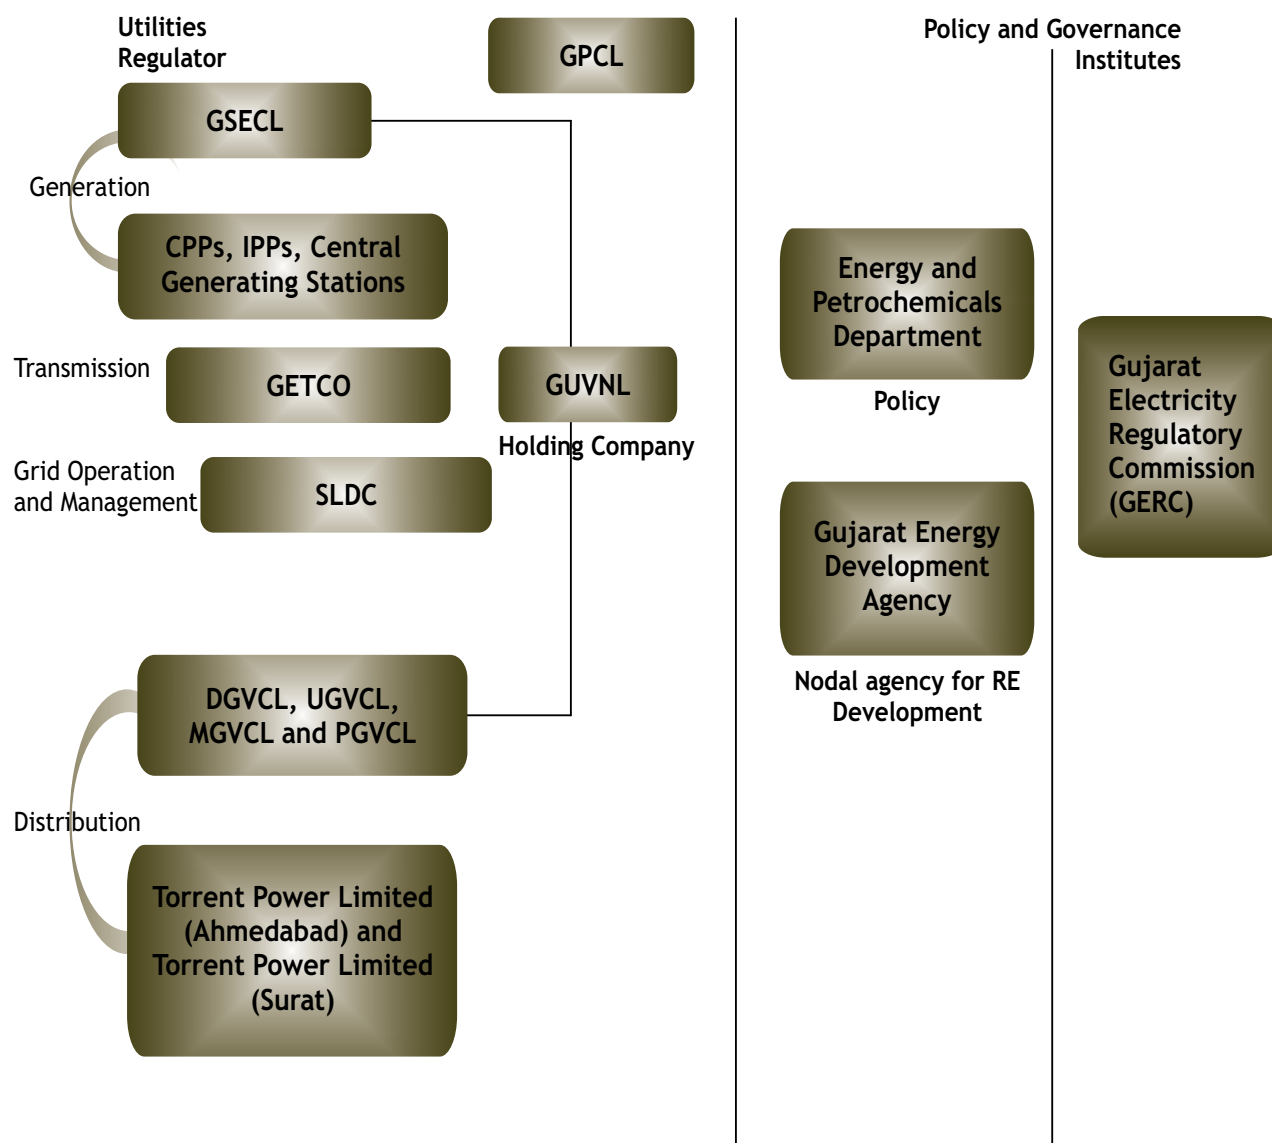 Utilities
Regulator
GPCL
Policy and Governance
Institutes
GSECL
Generation
CPPs, IPPs, Central
Generating Stations
Transmission
GETCO
GUVNL
Holding Company
Grid Operation
and Management
SLDC
DGVCL, UGVCL,
MGVCL and PGVCL
Distribution
Torrent Power Limited
(Ahmedabad) and
Torrent Power Limited
(Surat)
Energy and
Petrochemicals
Department
Policy
Gujarat Energy
Development
Agency
Nodal agency for RE
Development
Gujarat
Electricity
Regulatory
Commission
(GERC)